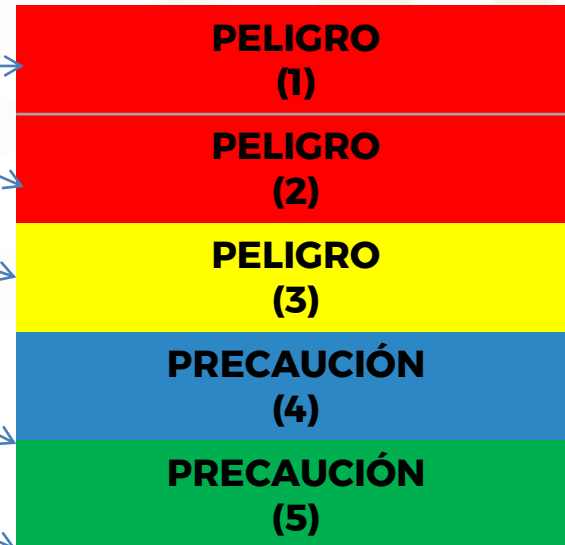 PELIGRO
(1)
PELIGRO
(2)
PELIGRO
(3)
PRECAUCIÓN
(4)
PRECAUCIÓN
(5)